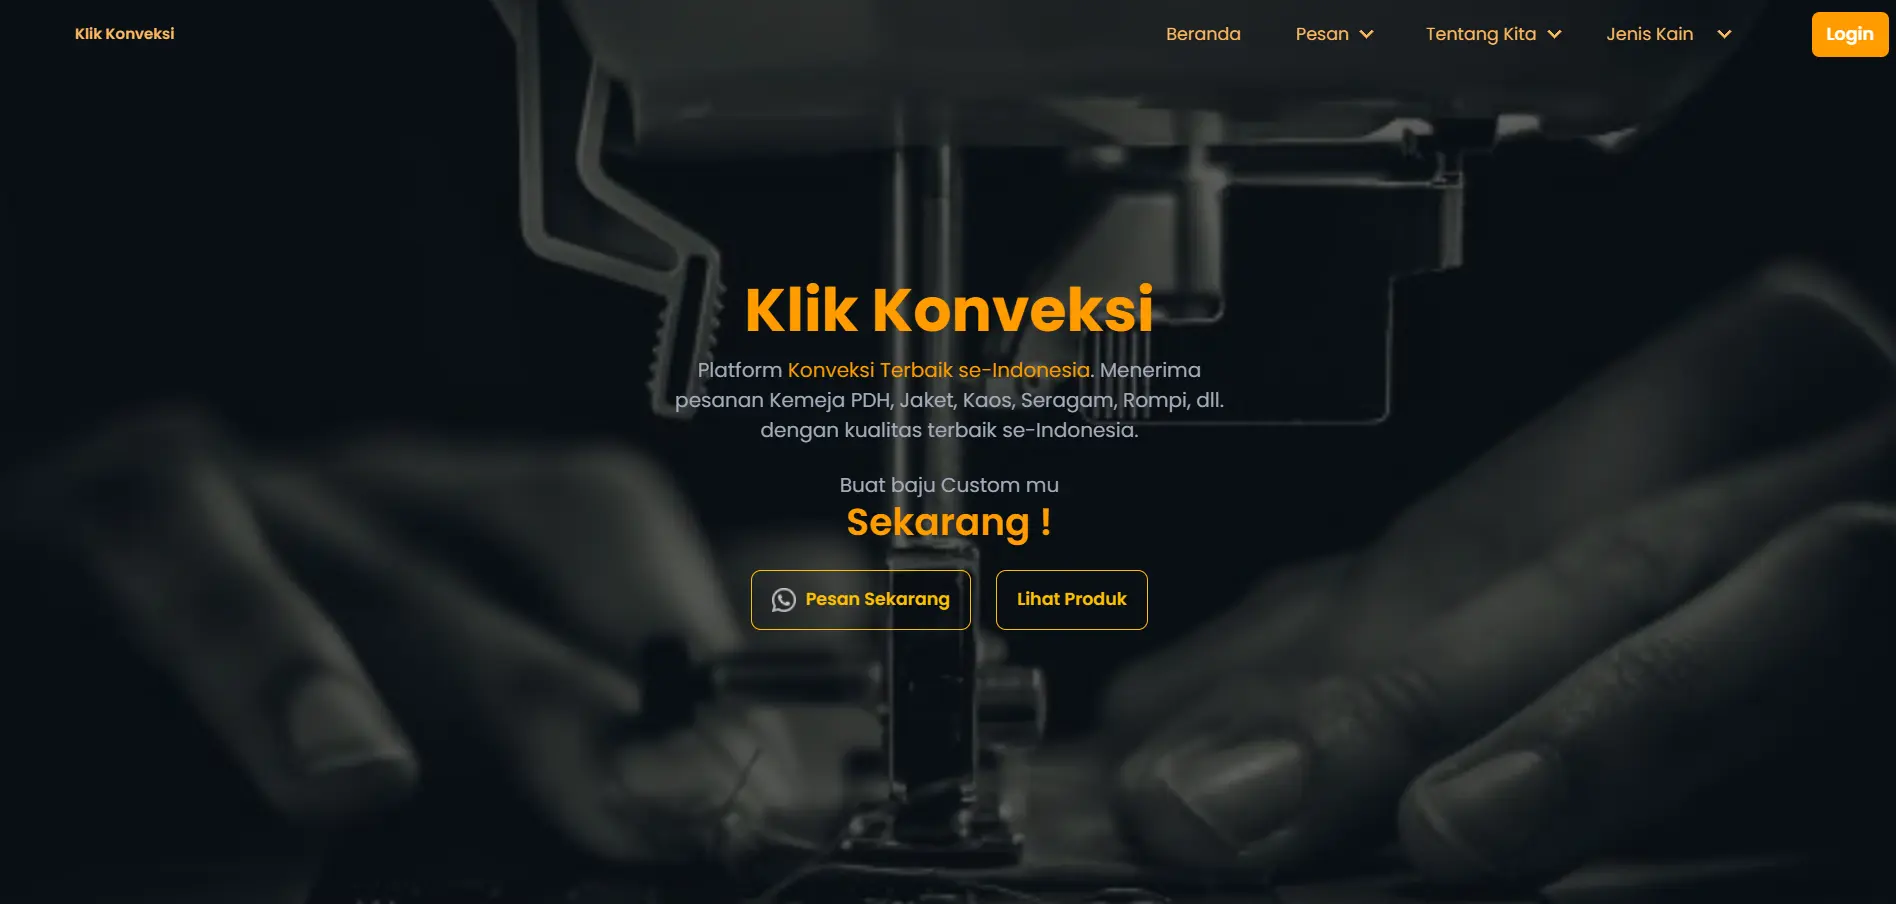 Klik Konveksi
Beranda
Pesan
Tentang Kita
Jenis Kain
Login
Klik Konveksi
Platform Konveksi Terbaik se-Indonesia. Menerima
pesanan Kemeja PDH, Jaket, Kaos, Seragam, Rompi, dll.
dengan kualitas terbaik se-Indonesia.
Buat baju Custom mu
Sekarang !
Pesan Sekarang
Lihat Produk